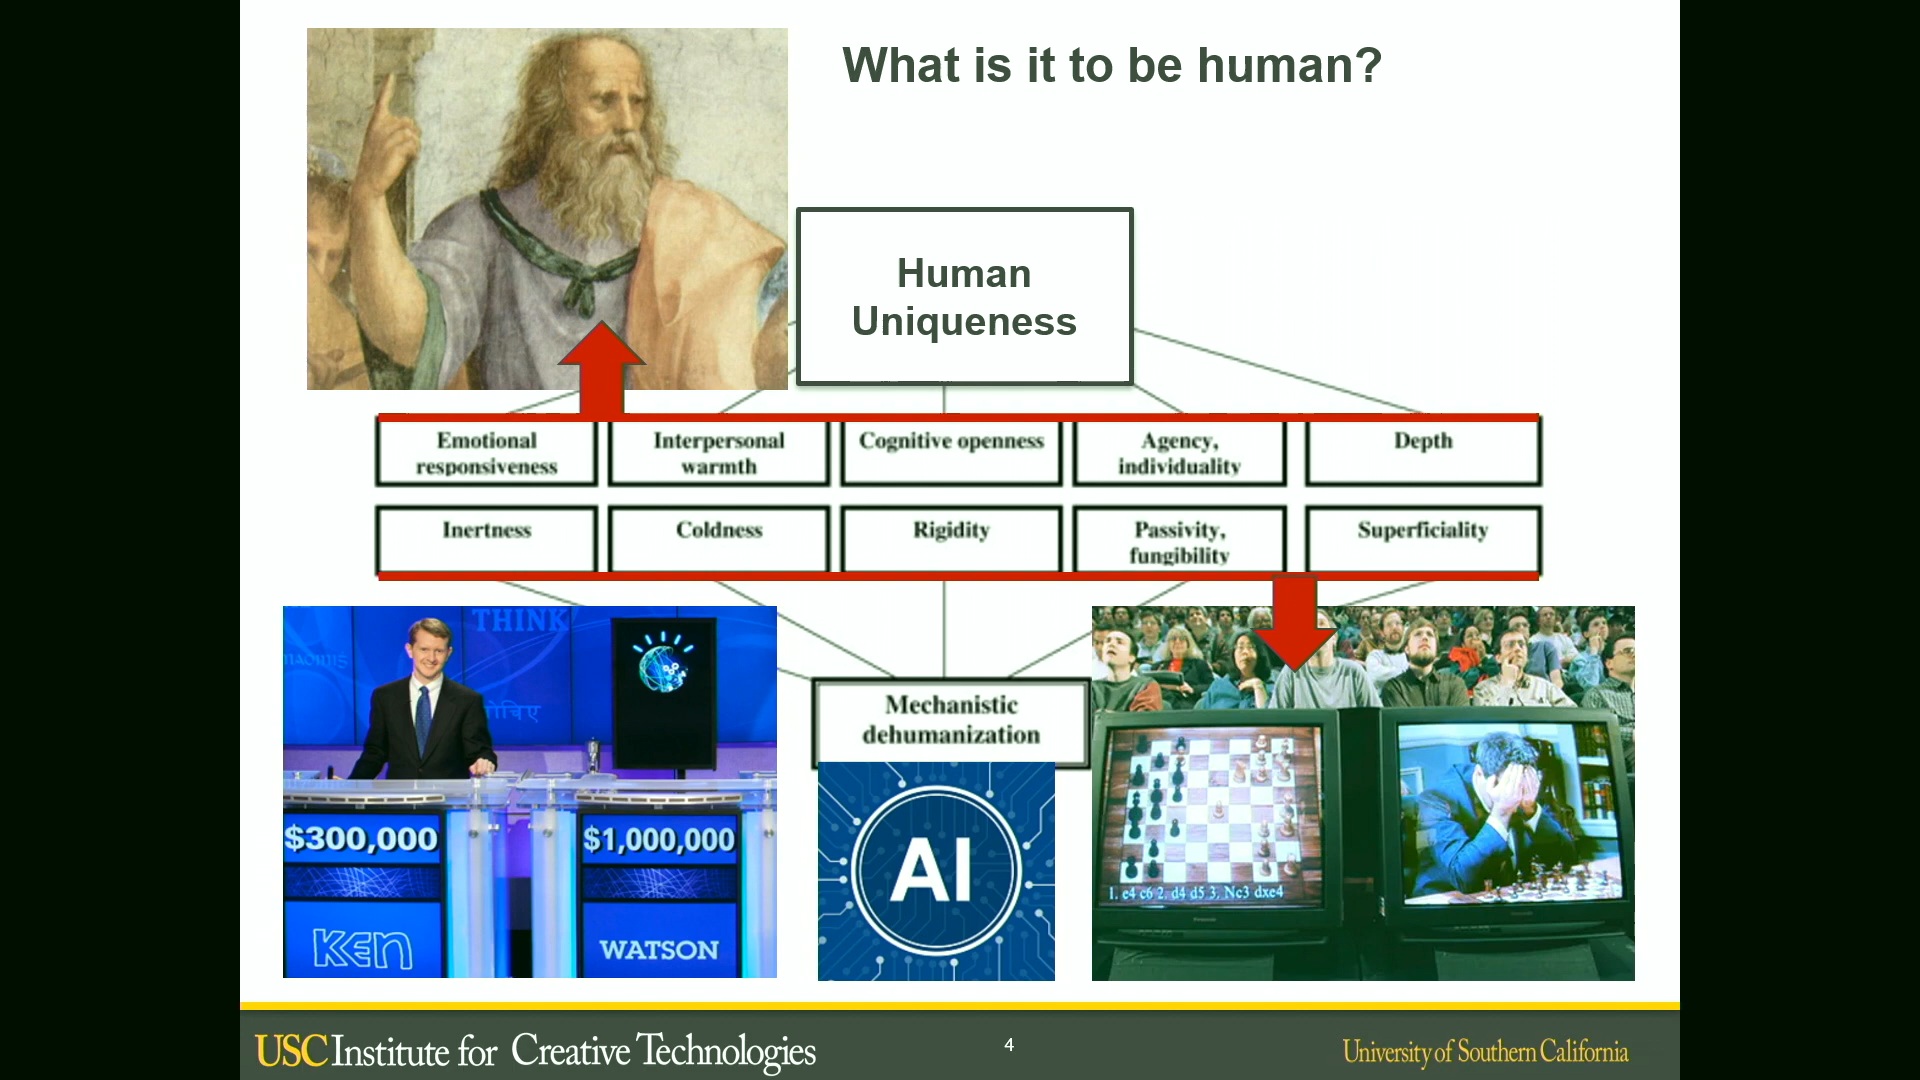 What is it to be human?
Human
Uniqueness
Emotional
responsiveness
Interpersonal
warmth
Cognitive openness
Agency,
individuality
Depth
Inertness
Coldness
Rigidity
Passivity,
fungibility
Superficiality
Mechanistic
dehumanization
THINK
$300,000
$1,000,000
Ken
WATSON
AI
1. e4 c6 2. d4 d5 3. Nc3 dxe4
USC Institute for Creative Technologies
4
University of Southern California